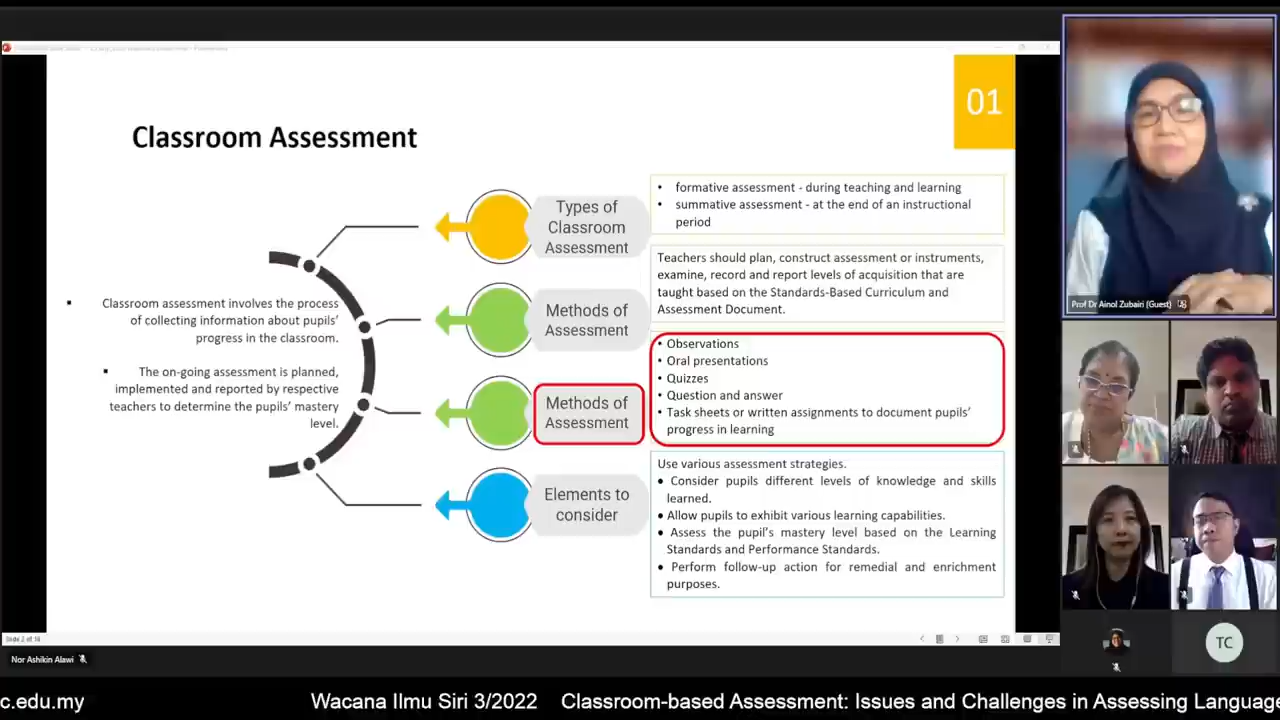 01
Classroom Assessment
Classroom assessment involves the process
of collecting information about pupils'
progress in the classroom.
The on-going assessment is planned,
implemented and reported by respective
teachers to determine the pupils' mastery
level.
Types of
Classroom
Assessment
• formative assessment - during teaching and learning
• summative assessment - at the end of an instructional
period
Methods of
Assessment
Teachers should plan, construct assessment or instruments,
examine, record and report levels of acquisition that are
taught based on the Standards-Based Curriculum and
Assessment Document.
Methods of
Assessment
• Observations
• Oral presentations
• Quizzes
• Question and answer
• Task sheets or written assignments to document pupils'
progress in learning
Elements to
consider
Use various assessment strategies.
• Consider pupils different levels of knowledge and skills
learned.
• Allow pupils to exhibit various learning capabilities.
• Assess the pupil's mastery level based on the Learning
Standards and Performance Standards.
• Perform follow-up action for remedial and enrichment
purposes.
Prof Dr Ainol Zubairi (Guest)
TC
Slide 2 of 18
Nor Ashikin Alawi
c.edu.my Wacana Ilmu Siri 3/2022 Classroom-based Assessment: Issues and Challenges in Assessing Language